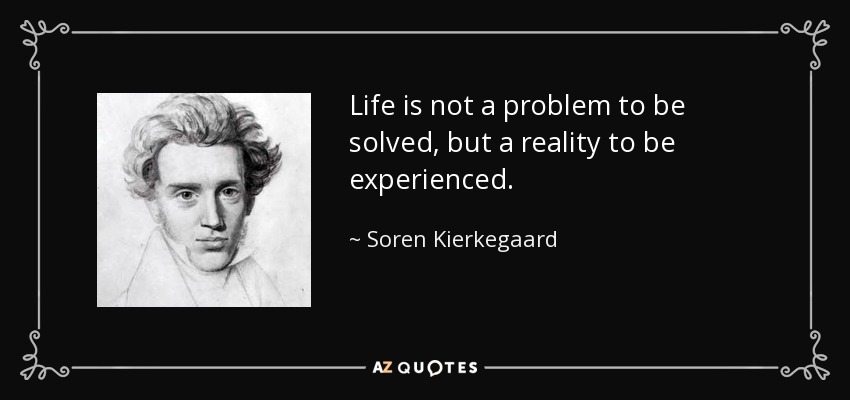 Life is not a problem to be
solved, but a reality to be
experienced.
~ Soren Kierkegaard
AZ QUOTES